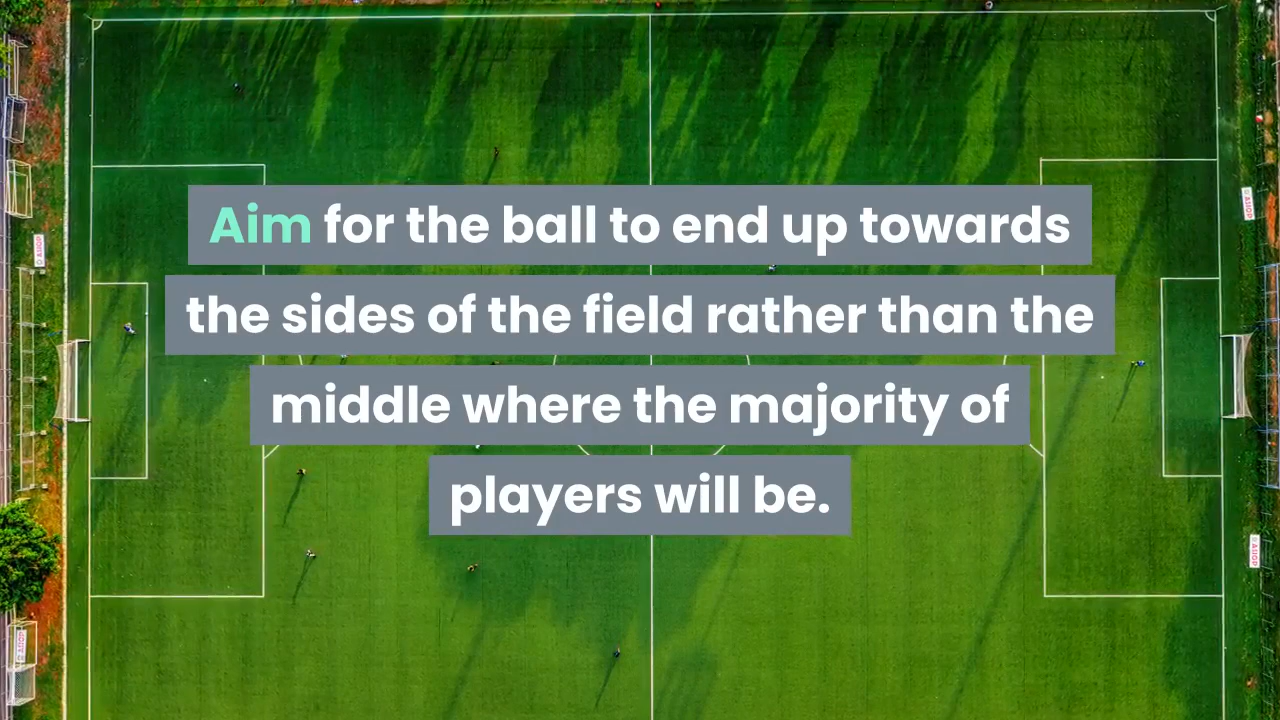 Aim for the ball to end up towards
the sides of the field rather than the
middle where the majority of
players will be.